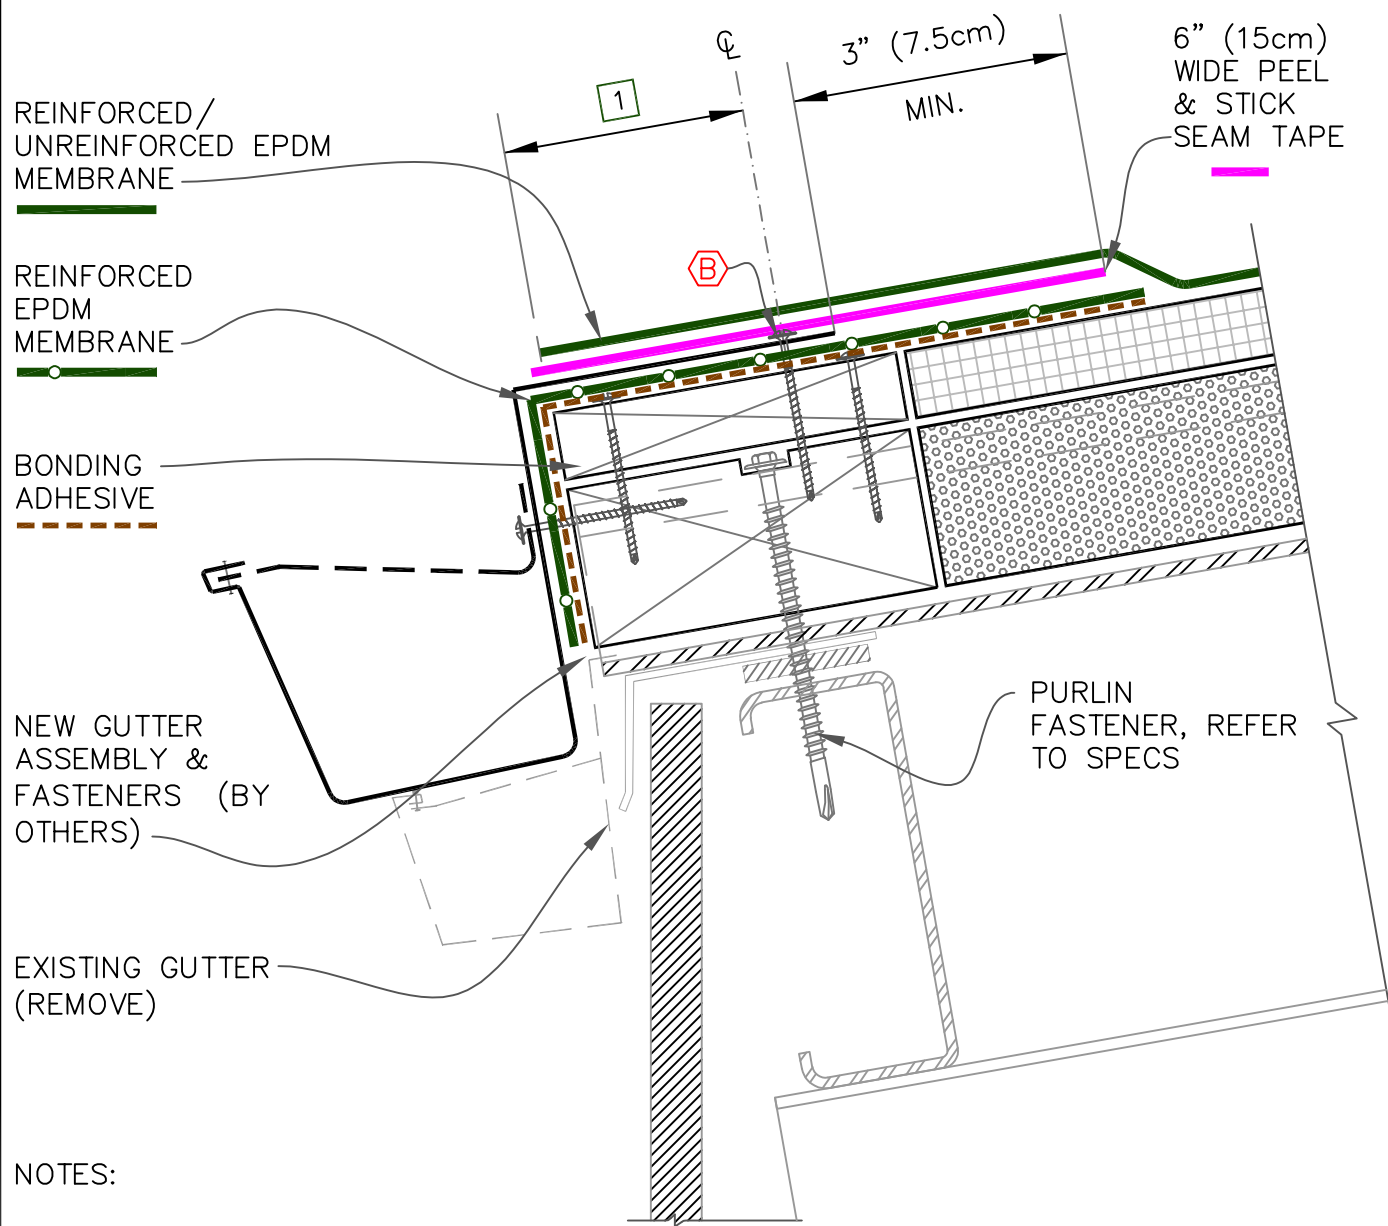 ℄
3” (7.5cm)
MIN.
1
6” (15cm)
WIDE PEEL
& STICK
SEAM TAPE
REINFORCED/
UNREINFORCED EPDM
MEMBRANE
B
REINFORCED
EPDM
MEMBRANE
BONDING
ADHESIVE
NEW GUTTER
ASSEMBLY &
FASTENERS (BY
OTHERS)
PURLIN
FASTENER, REFER
TO SPECS
EXISTING GUTTER
(REMOVE)
NOTES: